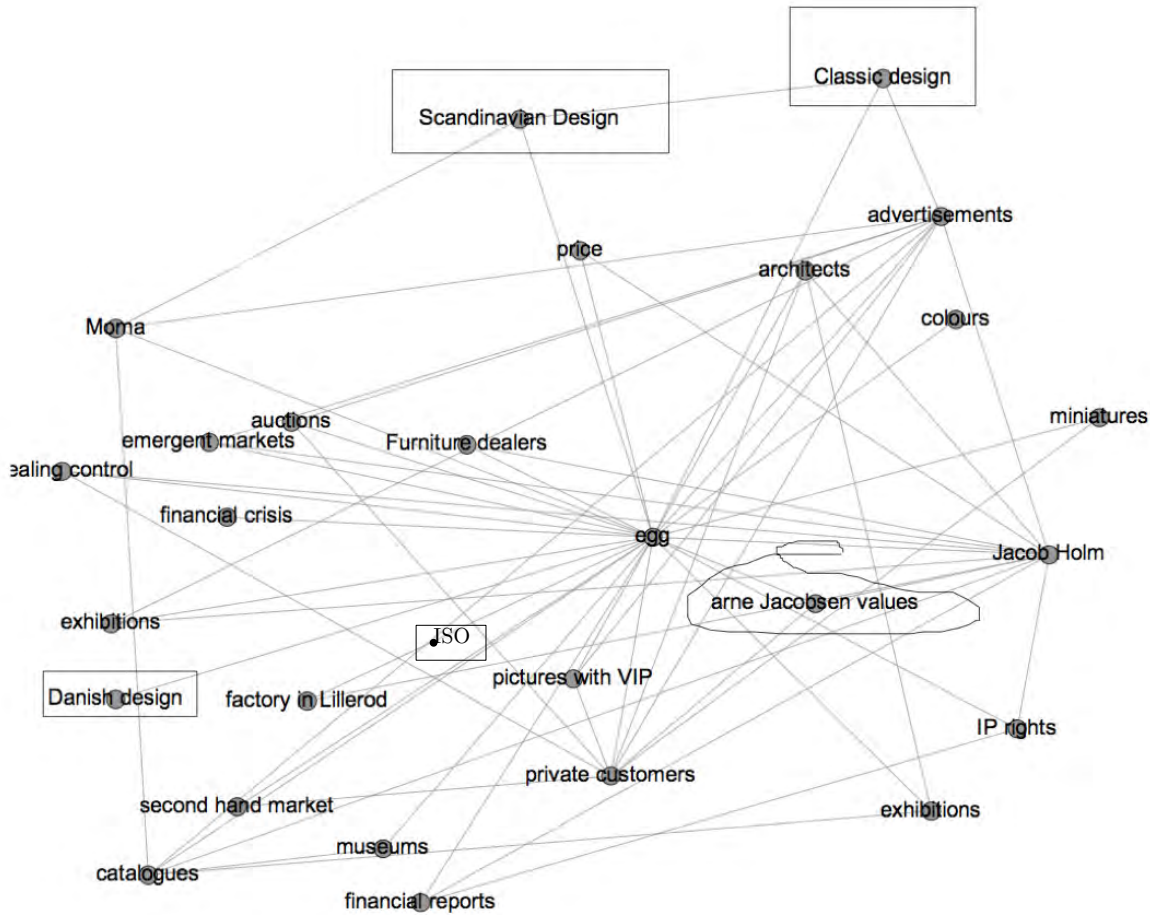 Classic design
Scandinavian Design
advertisements
price
architects
colours
Moma
miniatures
auctions
emergent markets
Furniture dealers
ealing control
financial crisis
egg
Jacob Holm
arne Jacobsen values
exhibitions
ISO
pictures with VIP
Danish design
factory in Lillerod
IP rights
private customers
second hand market
exhibitions
museums
catalogues
financial reports